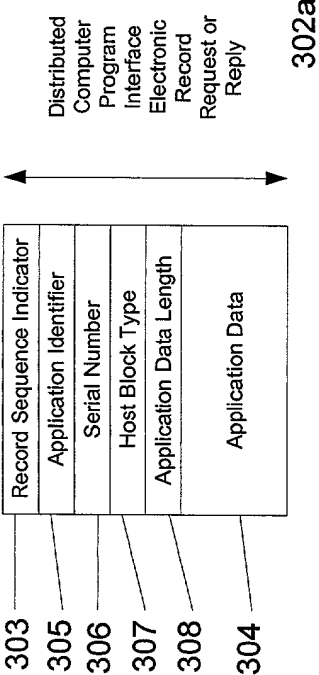 303
Record Sequence Indicator
305
Application Identifier
306
Serial Number
307
Host Block Type
308
Application Data Length
304
Application Data
Distributed
Computer
Program
Interface
Electronic
Record
Request or
Reply
302a